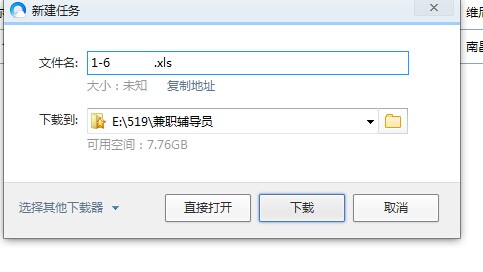 新建任务
文件名: 1-6 .xls
大小：未知 复制地址
下载到: E:\519\兼职辅导员
可用空间：7.76GB
选择其他下载器 直接打开 下载 取消
维尼
南昌